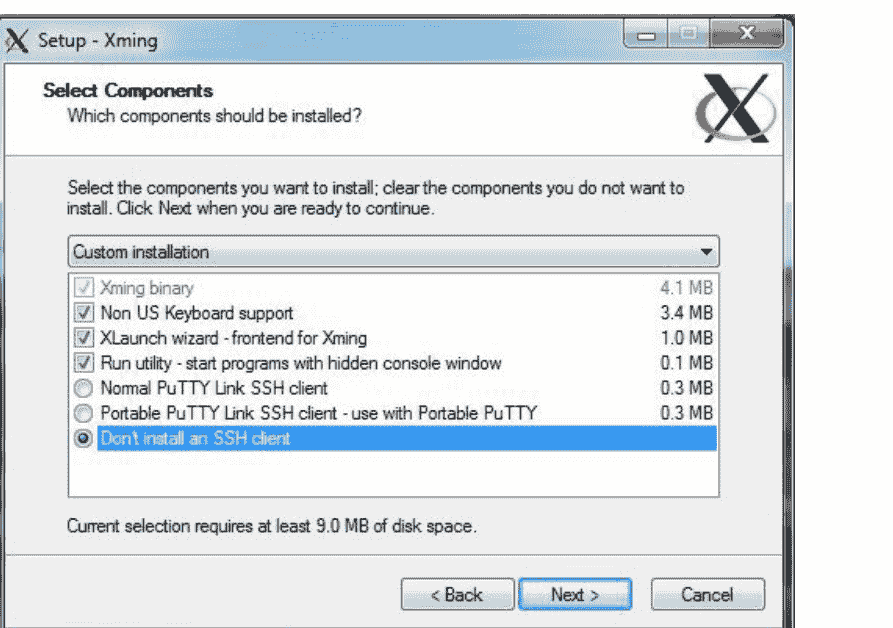 Setup - Xming
Select Components
Which components should be installed?
Select the components you want to install; clear the components you do not want to
install. Click Next when you are ready to continue.
Custom installation
Xming binary 4.1 MB
Non US Keyboard support 3.4 MB
XLaunch wizard - frontend for Xming 1.0 MB
Run utility - start programs with hidden console window 0.1 MB
Normal PuTTY Link SSH client 0.3 MB
Portable PuTTY Link SSH client - use with Portable PuTTY 0.3 MB
Don't install an SSH client
Current selection requires at least 9.0 MB of disk space.
< Back Next > Cancel